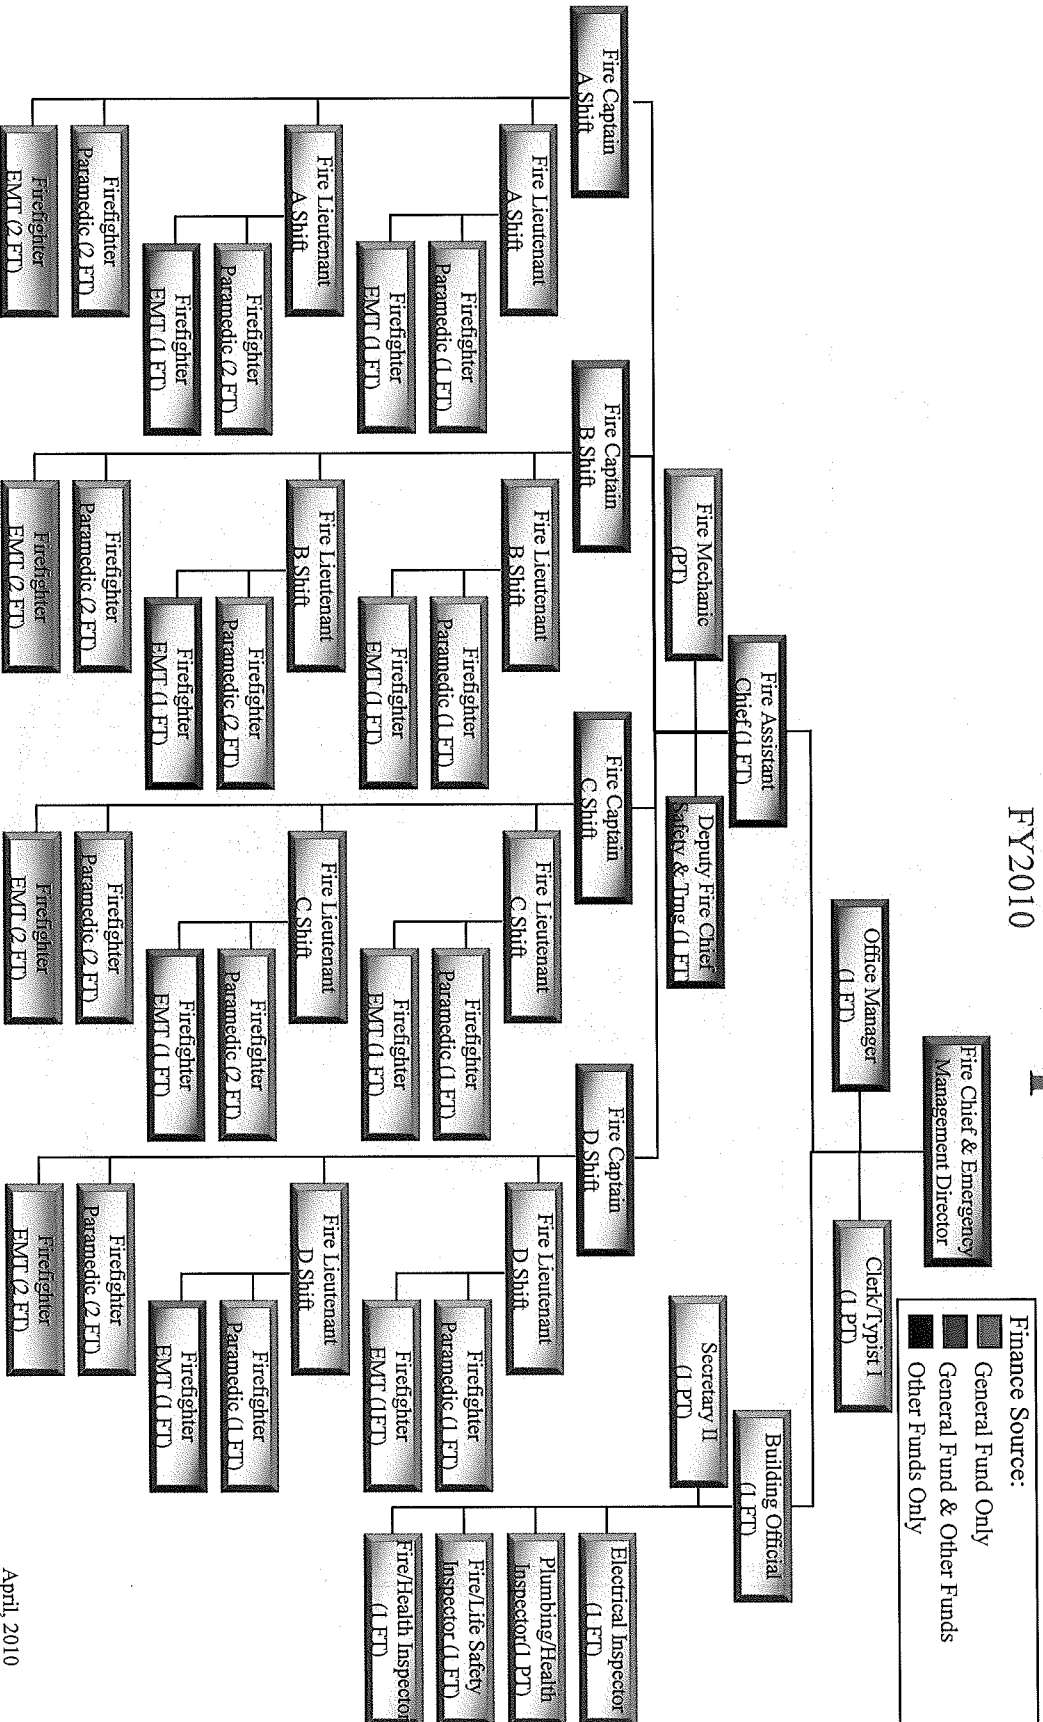 FY2010
Finance Source:
General Fund Only
General Fund & Other Funds
Other Funds Only
Fire Chief & Emergency
Management Director
Office Manager
(1 FT)
Clerk/Typist I
(1 PT)
Fire Assistant
Chief (1 FT)
Building Official
(1 FT)
Fire Mechanic
(PT)
Deputy Fire Chief
Safety & Trng (1 FT)
Secretary II
(1 PT)
Electrical Inspector
(1 FT)
Plumbing/Health
Inspector(1 PT)
Fire/Life Safety
Inspector (1 FT)
Fire/Health Inspector
(1 FT)
Fire Captain
A Shift
Fire Lieutenant
A Shift
Firefighter
Paramedic (1 FT)
Firefighter
EMT (1 FT)
Fire Lieutenant
A Shift
Firefighter
Paramedic (2 FT)
Firefighter
EMT (1 FT)
Firefighter
Paramedic (2 FT)
Firefighter
EMT (2 FT)
Fire Captain
B Shift
Fire Lieutenant
B Shift
Firefighter
Paramedic (1 FT)
Firefighter
EMT (1 FT)
Fire Lieutenant
B Shift
Firefighter
Paramedic (2 FT)
Firefighter
EMT (1 FT)
Firefighter
Paramedic (2 FT)
Firefighter
EMT (2 FT)
Fire Captain
C Shift
Fire Lieutenant
C Shift
Firefighter
Paramedic (1 FT)
Firefighter
EMT (1 FT)
Fire Lieutenant
C Shift
Firefighter
Paramedic (2 FT)
Firefighter
EMT (1 FT)
Firefighter
Paramedic (2 FT)
Firefighter
EMT (2 FT)
Fire Captain
D Shift
Fire Lieutenant
D Shift
Firefighter
Paramedic (1 FT)
Firefighter
EMT (1FT)
Fire Lieutenant
D Shift
Firefighter
Paramedic (1 FT)
Firefighter
EMT (1 FT)
Firefighter
Paramedic (2 FT)
Firefighter
EMT (2 FT)
April, 2010